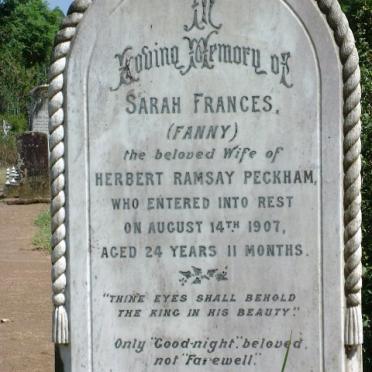 In
Loving Memory of
SARAH FRANCES,
(FANNY)
the beloved Wife of
HERBERT RAMSAY PECKHAM,
WHO ENTERED INTO REST
ON AUGUST 14TH 1907,
AGED 24 YEARS 11 MONTHS.
"THINE EYES SHALL BEHOLD
THE KING IN HIS BEAUTY."
Only "Good-night," beloved,
not "Farewell".